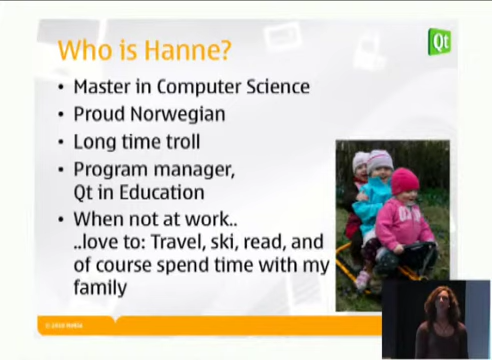 Who is Hanne?
Qt
• Master in Computer Science
• Proud Norwegian
• Long time troll
• Program manager,
Qt in Education
• When not at work..
..love to: Travel, ski, read, and
of course spend time with my
family
© 2010 Nokia